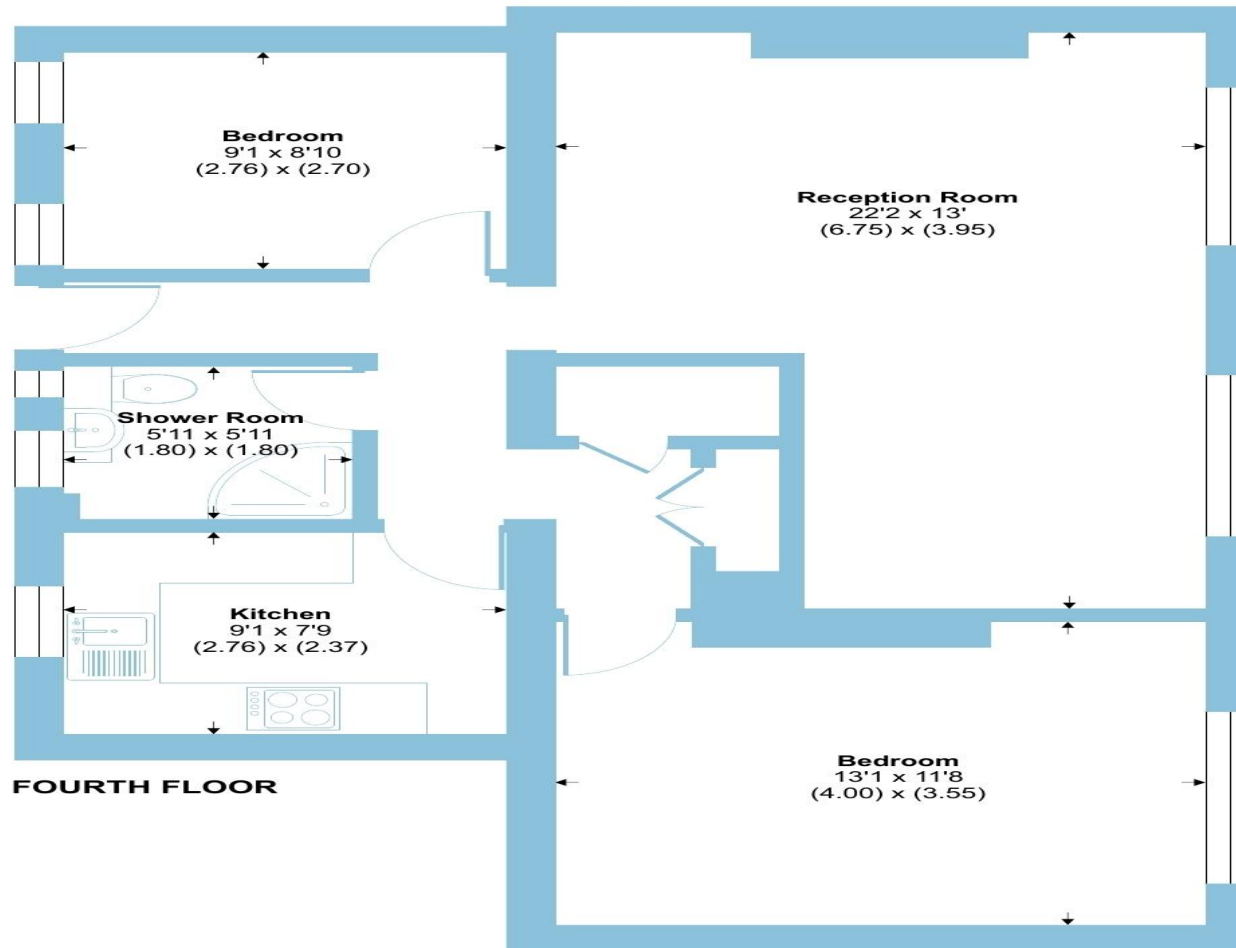 Bedroom
9'1 x 8'10
(2.76) x (2.70)
Reception Room
22'2 x 13'
(6.75) x (3.95)
Shower Room
5'11 x 5'11
(1.80) x (1.80)
Kitchen
9'1 x 7'9
(2.76) x (2.37)
Bedroom
13'1 x 11'8
(4.00) x (3.55)
FOURTH FLOOR